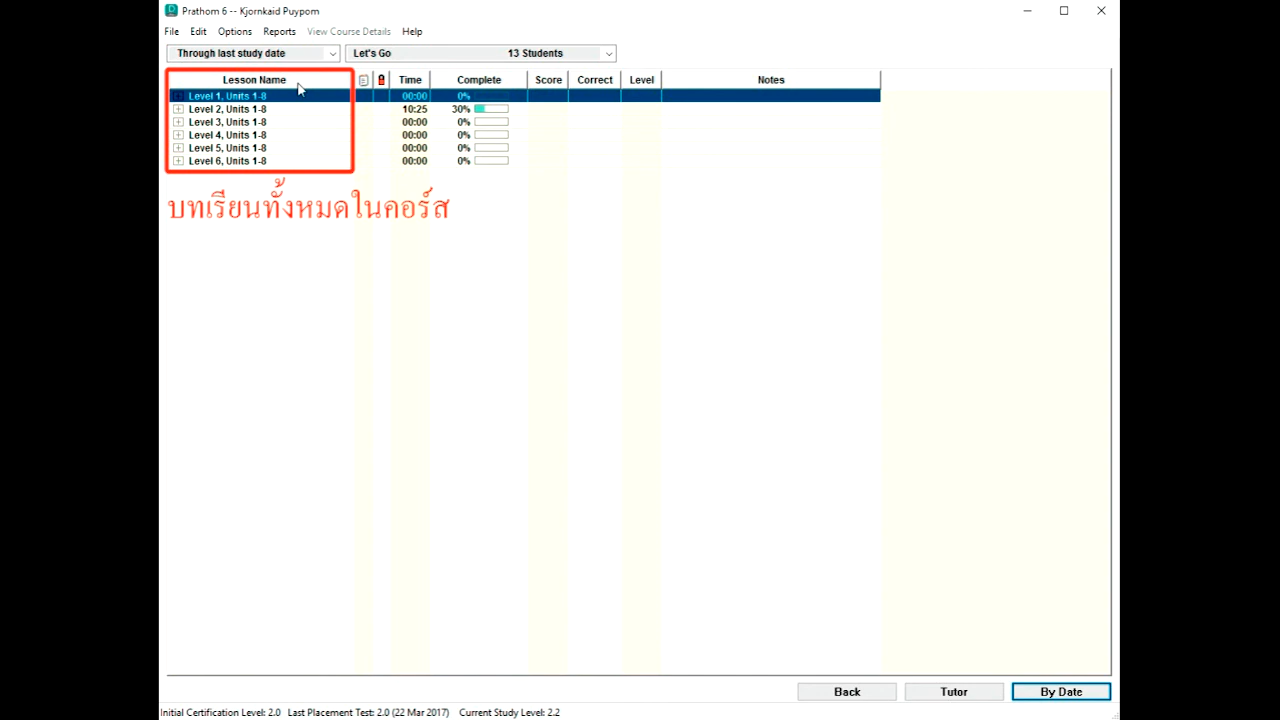 Prathom 6 -- Kjornkaid Puypom
File Edit Options Reports View Course Details Help
Through last study date Let's Go 13 Students
Lesson Name Time Complete Score Correct Level Notes
Level 1, Units 1-8 00:00 0%
Level 2, Units 1-8 10:25 30%
Level 3, Units 1-8 00:00 0%
Level 4, Units 1-8 00:00 0%
Level 5, Units 1-8 00:00 0%
Level 6, Units 1-8 00:00 0%
บทเรียนทั้งหมดในคอร์ส
Back Tutor By Date
Initial Certification Level: 2.0 Last Placement Test: 2.0 (22 Mar 2017) Current Study Level: 2.2